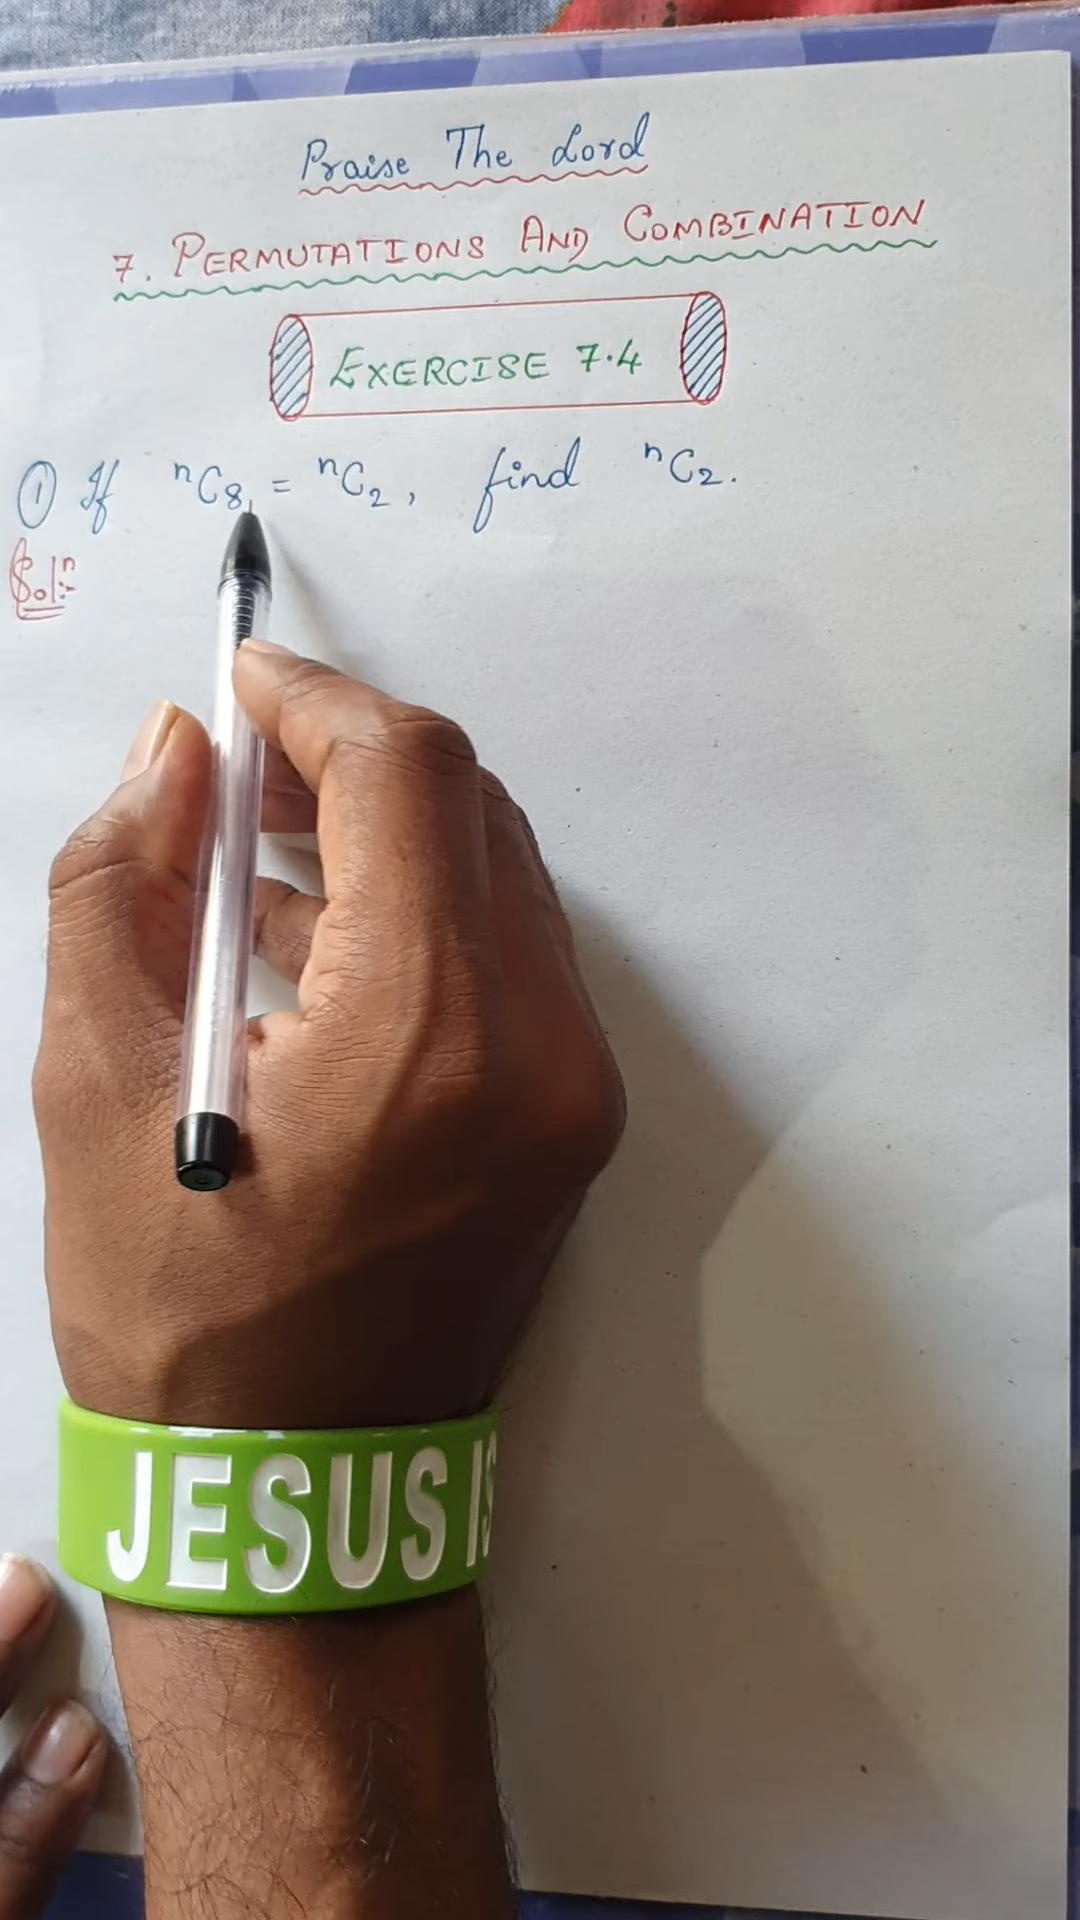 Praise The Lord
7. PERMUTATIONS AND COMBINATION
EXERCISE 7.4
① If ⁿC₈ = ⁿC₂, find ⁿC₂.
Solⁿ:-
JESUS IS